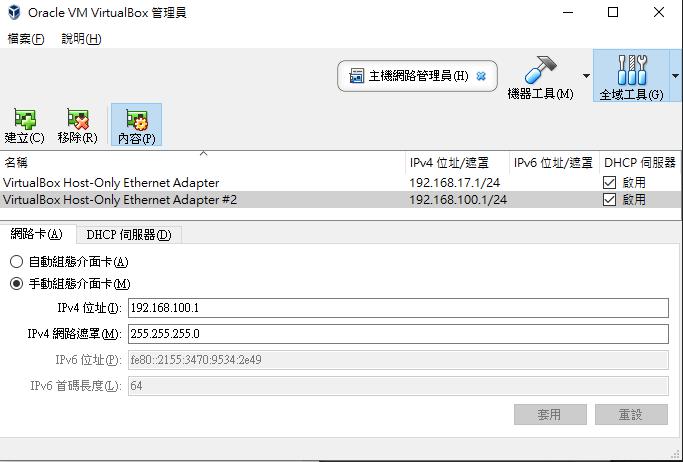 Oracle VM VirtualBox 管理員
檔案(F) 說明(H)
主機網路管理員(H) 機器工具(M) 全域工具(G)
建立(C) 移除(R) 內容(P)
名稱 IPv4 位址/遮罩 IPv6 位址/遮罩 DHCP 伺服器
VirtualBox Host-Only Ethernet Adapter 192.168.17.1/24 啟用
VirtualBox Host-Only Ethernet Adapter #2 192.168.100.1/24 啟用
網路卡(A) DHCP 伺服器(D)
自動組態介面卡(A)
手動組態介面卡(M)
IPv4 位址(I): 192.168.100.1
IPv4 網路遮罩(M): 255.255.255.0
IPv6 位址(P): fe80::2155:3470:9534:2e49
IPv6 首碼長度(L): 64
套用 重設